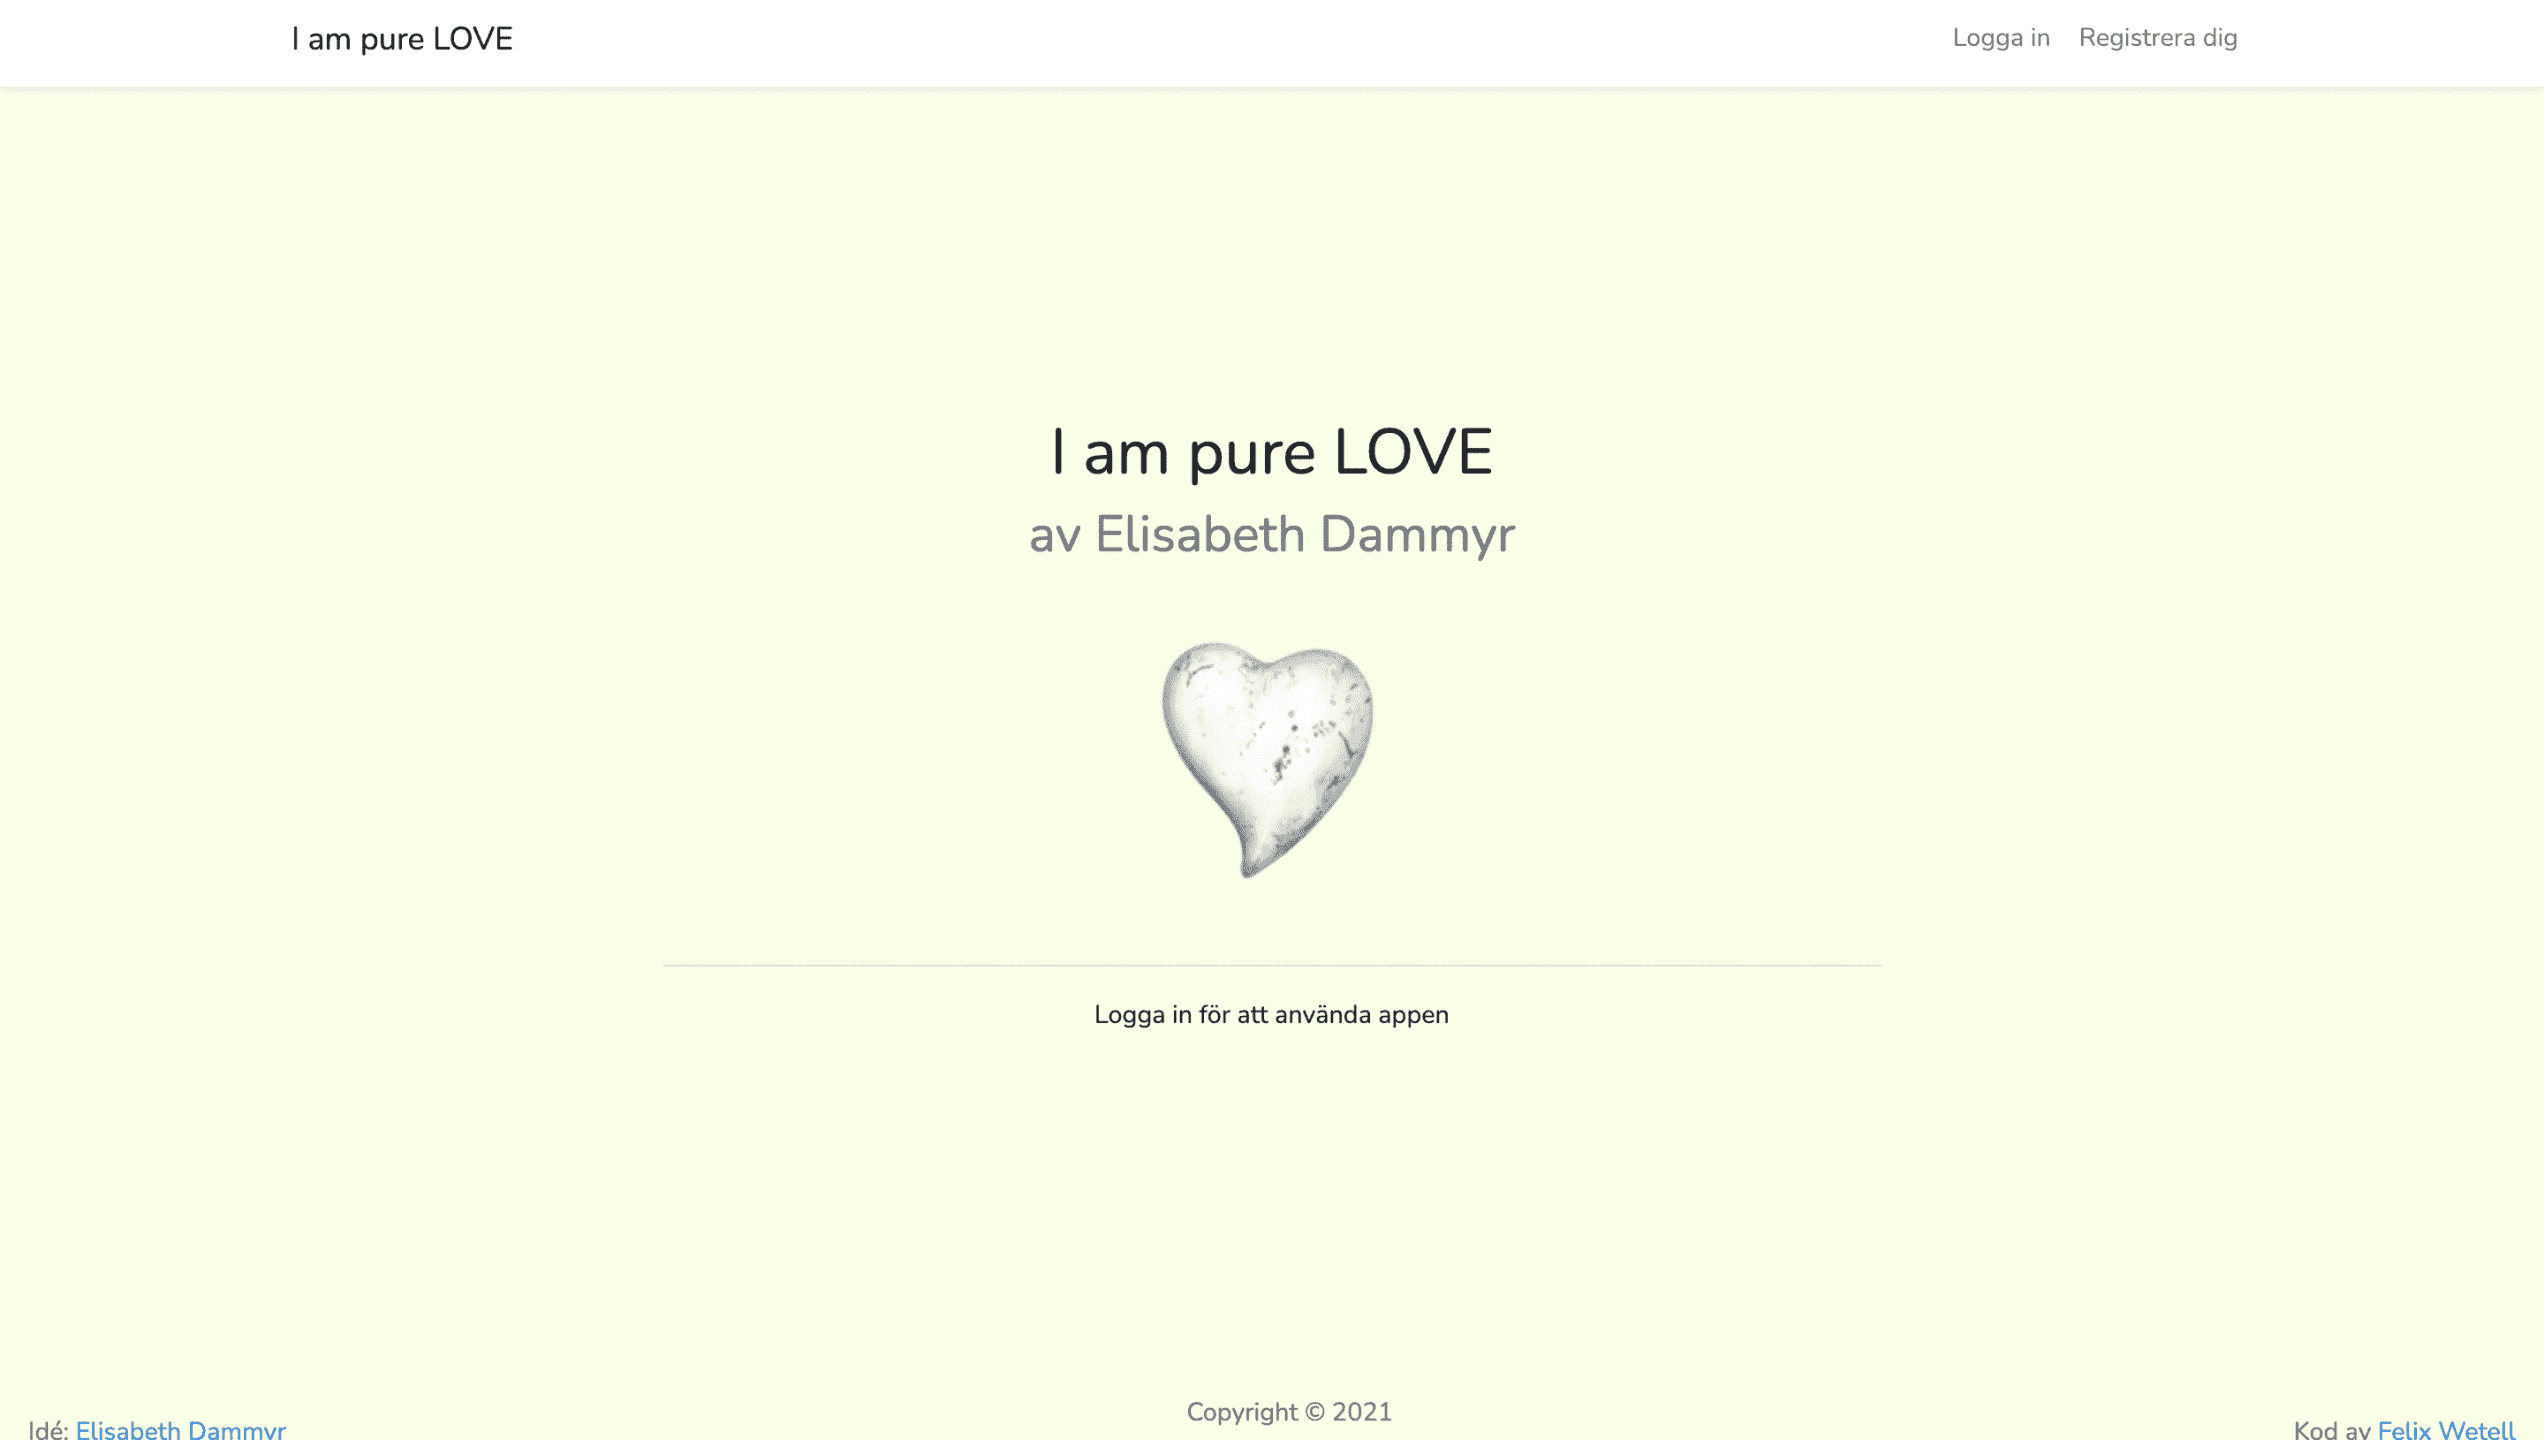 I am pure LOVE
Logga in
Registrera dig
I am pure LOVE
av Elisabeth Dammyr
Logga in för att använda appen
Copyright © 2021
Idé: Elisabeth Dammyr
Kod av Felix Wetell